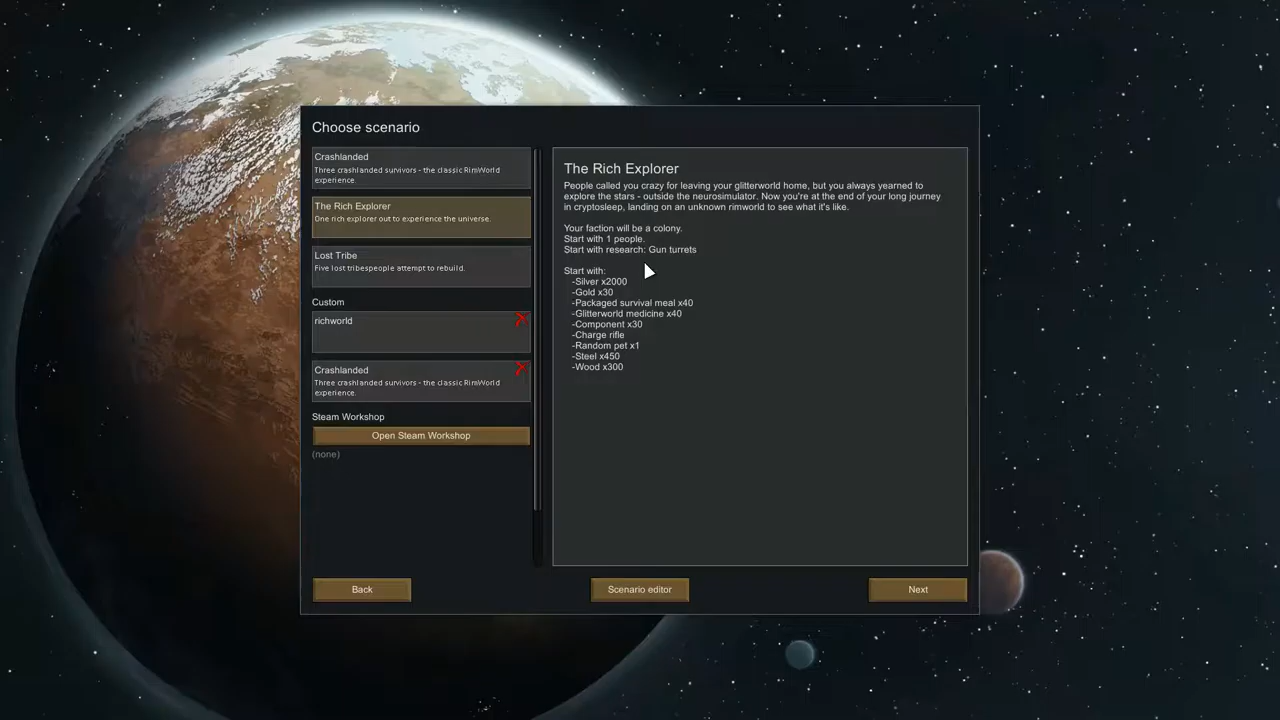 Choose scenario
Crashlanded
Three crashlanded survivors - the classic RimWorld
experience.
The Rich Explorer
One rich explorer out to experience the universe.
Lost Tribe
Five lost tribespeople attempt to rebuild.
Custom
richworld
Crashlanded
Three crashlanded survivors - the classic RimWorld
experience.
Steam Workshop
Open Steam Workshop
(none)
The Rich Explorer
People called you crazy for leaving your glitterworld home, but you always yearned to
explore the stars - outside the neurosimulator. Now you're at the end of your long journey
in cryptosleep, landing on an unknown rimworld to see what it's like.
Your faction will be a colony.
Start with 1 people.
Start with research: Gun turrets
Start with:
-Silver x2000
-Gold x30
-Packaged survival meal x40
-Glitterworld medicine x40
-Component x30
-Charge rifle
-Random pet x1
-Steel x450
-Wood x300
Back
Scenario editor
Next